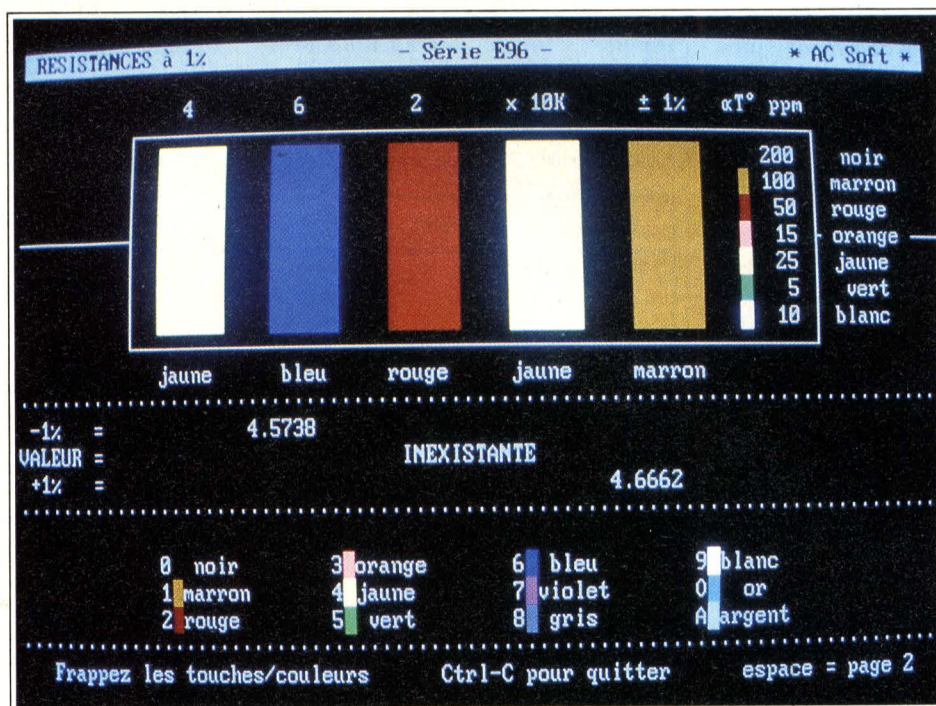 RESISTANCES à 1% - Série E96 - * AC Soft *
4 6 2 x 10K ± 1% αT° ppm
200 noir
100 marron
50 rouge
15 orange
25 jaune
5 vert
10 blanc
jaune bleu rouge jaune marron
-1% = 4.5738
VALEUR = INEXISTANTE
+1% = 4.6662
0 noir 3 orange 6 bleu 9 blanc
1 marron 4 jaune 7 violet O or
2 rouge 5 vert 8 gris A argent
Frappez les touches/couleurs Ctrl-C pour quitter espace = page 2